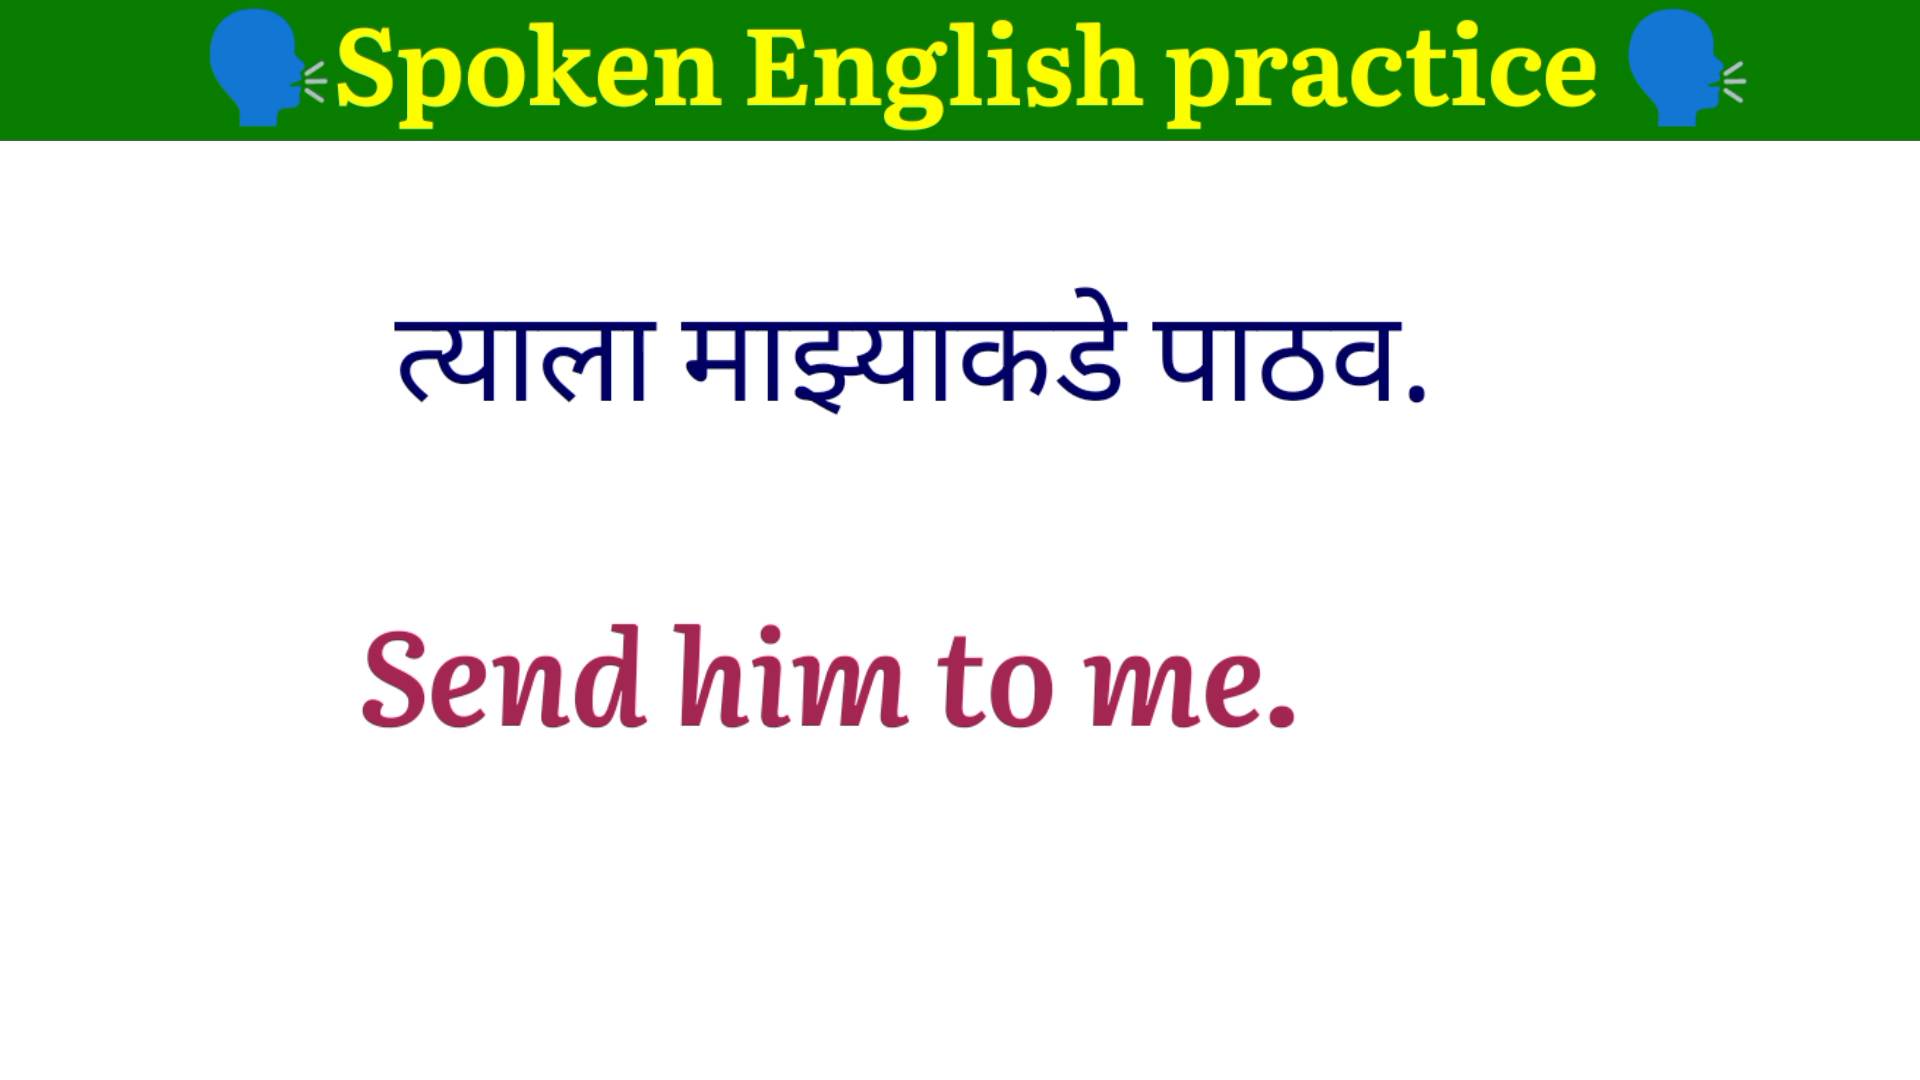 Spoken English practice
त्याला माझ्याकडे पाठव.
Send him to me.